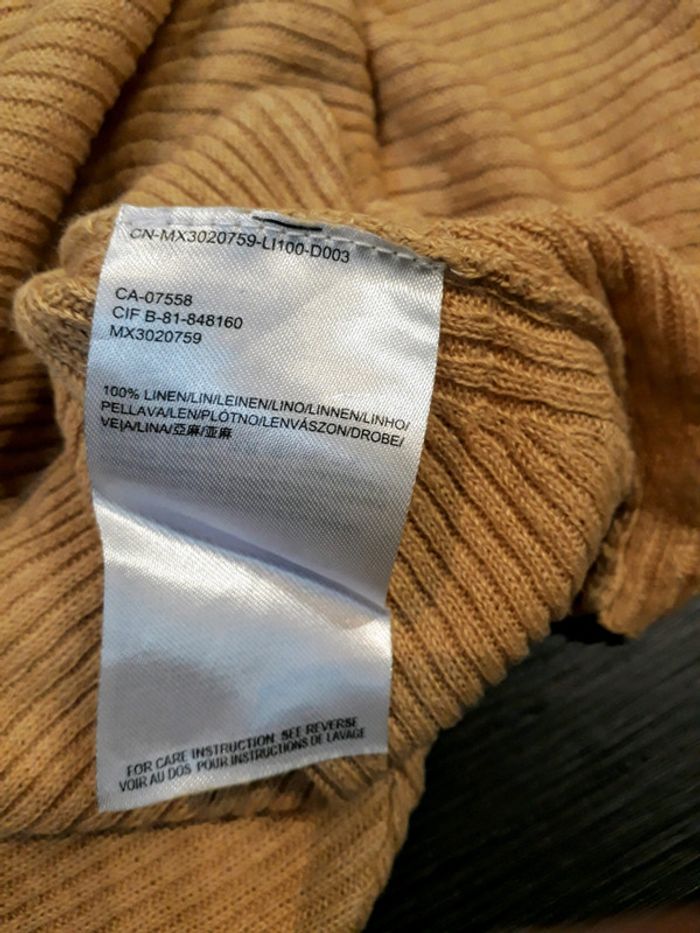 CN-MX3020759-LI100-D003
CA-07558
CIF B-81-848160
MX3020759
100% LINEN/LIN/LEINEN/LINO/LINNEN/LINHO/
PELLAVA/LEN/PLÓTNO/LENVÁSZON/DROBE/
VEĮA/LINA/亞麻/亚麻
FOR CARE INSTRUCTION SEE REVERSE
VOIR AU DOS POUR INSTRUCTIONS DE LAVAGE